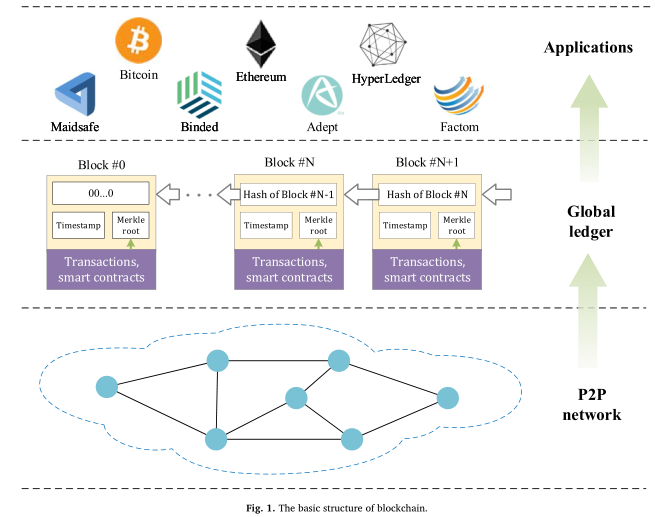 Bitcoin
Ethereum
HyperLedger
Maidsafe
Binded
Adept
Factom
Applications
Block #0
Block #N
Block #N+1
00...0
Hash of Block #N-1
Hash of Block #N
Timestamp
Merkle
root
Timestamp
Merkle
root
Timestamp
Merkle
root
Transactions,
smart contracts
Transactions,
smart contracts
Transactions,
smart contracts
Global
ledger
P2P
network
Fig. 1. The basic structure of blockchain.